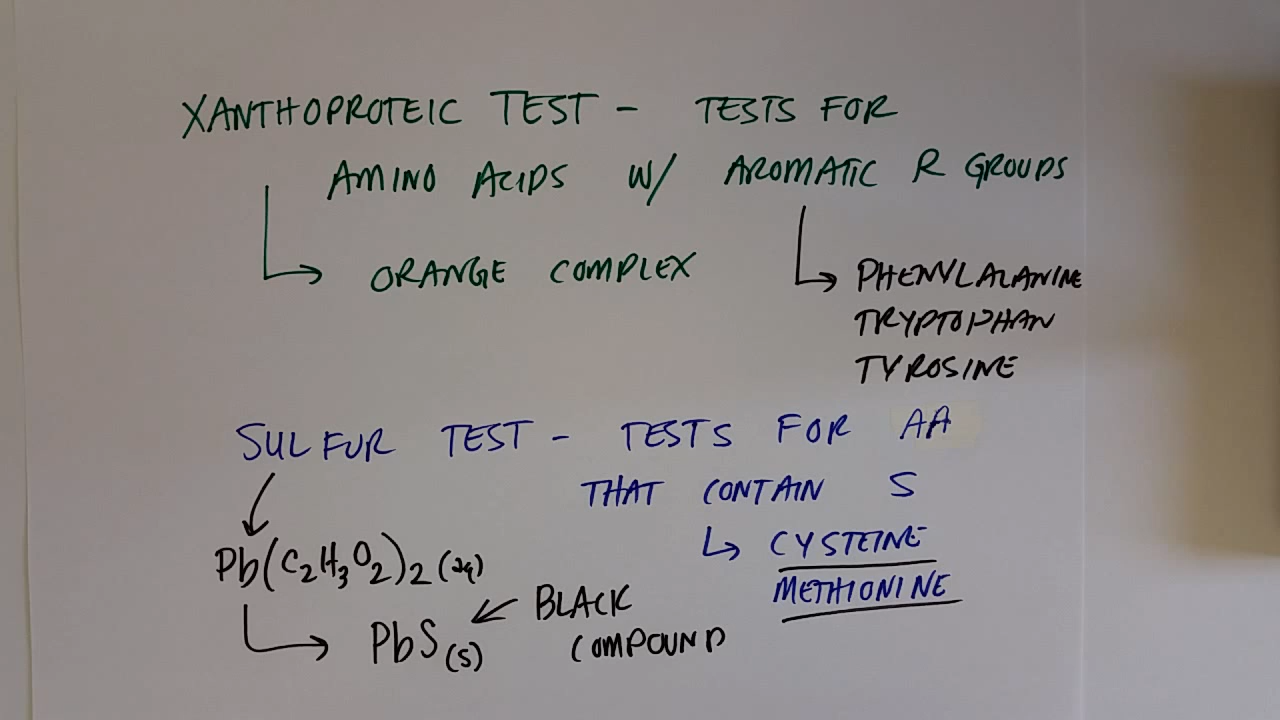 XANTHOPROTEIC TEST - TESTS FOR
AMINO ACIDS W/ AROMATIC R GROUPS
ORANGE COMPLEX
PHENYLALANINE
TRYPTOPHAN
TYROSINE
SULFUR TEST - TESTS FOR AA
THAT CONTAIN S
CYSTEINE
METHIONINE
Pb(C₂H₃O₂)₂(aq)
BLACK
COMPOUND
PbS(s)